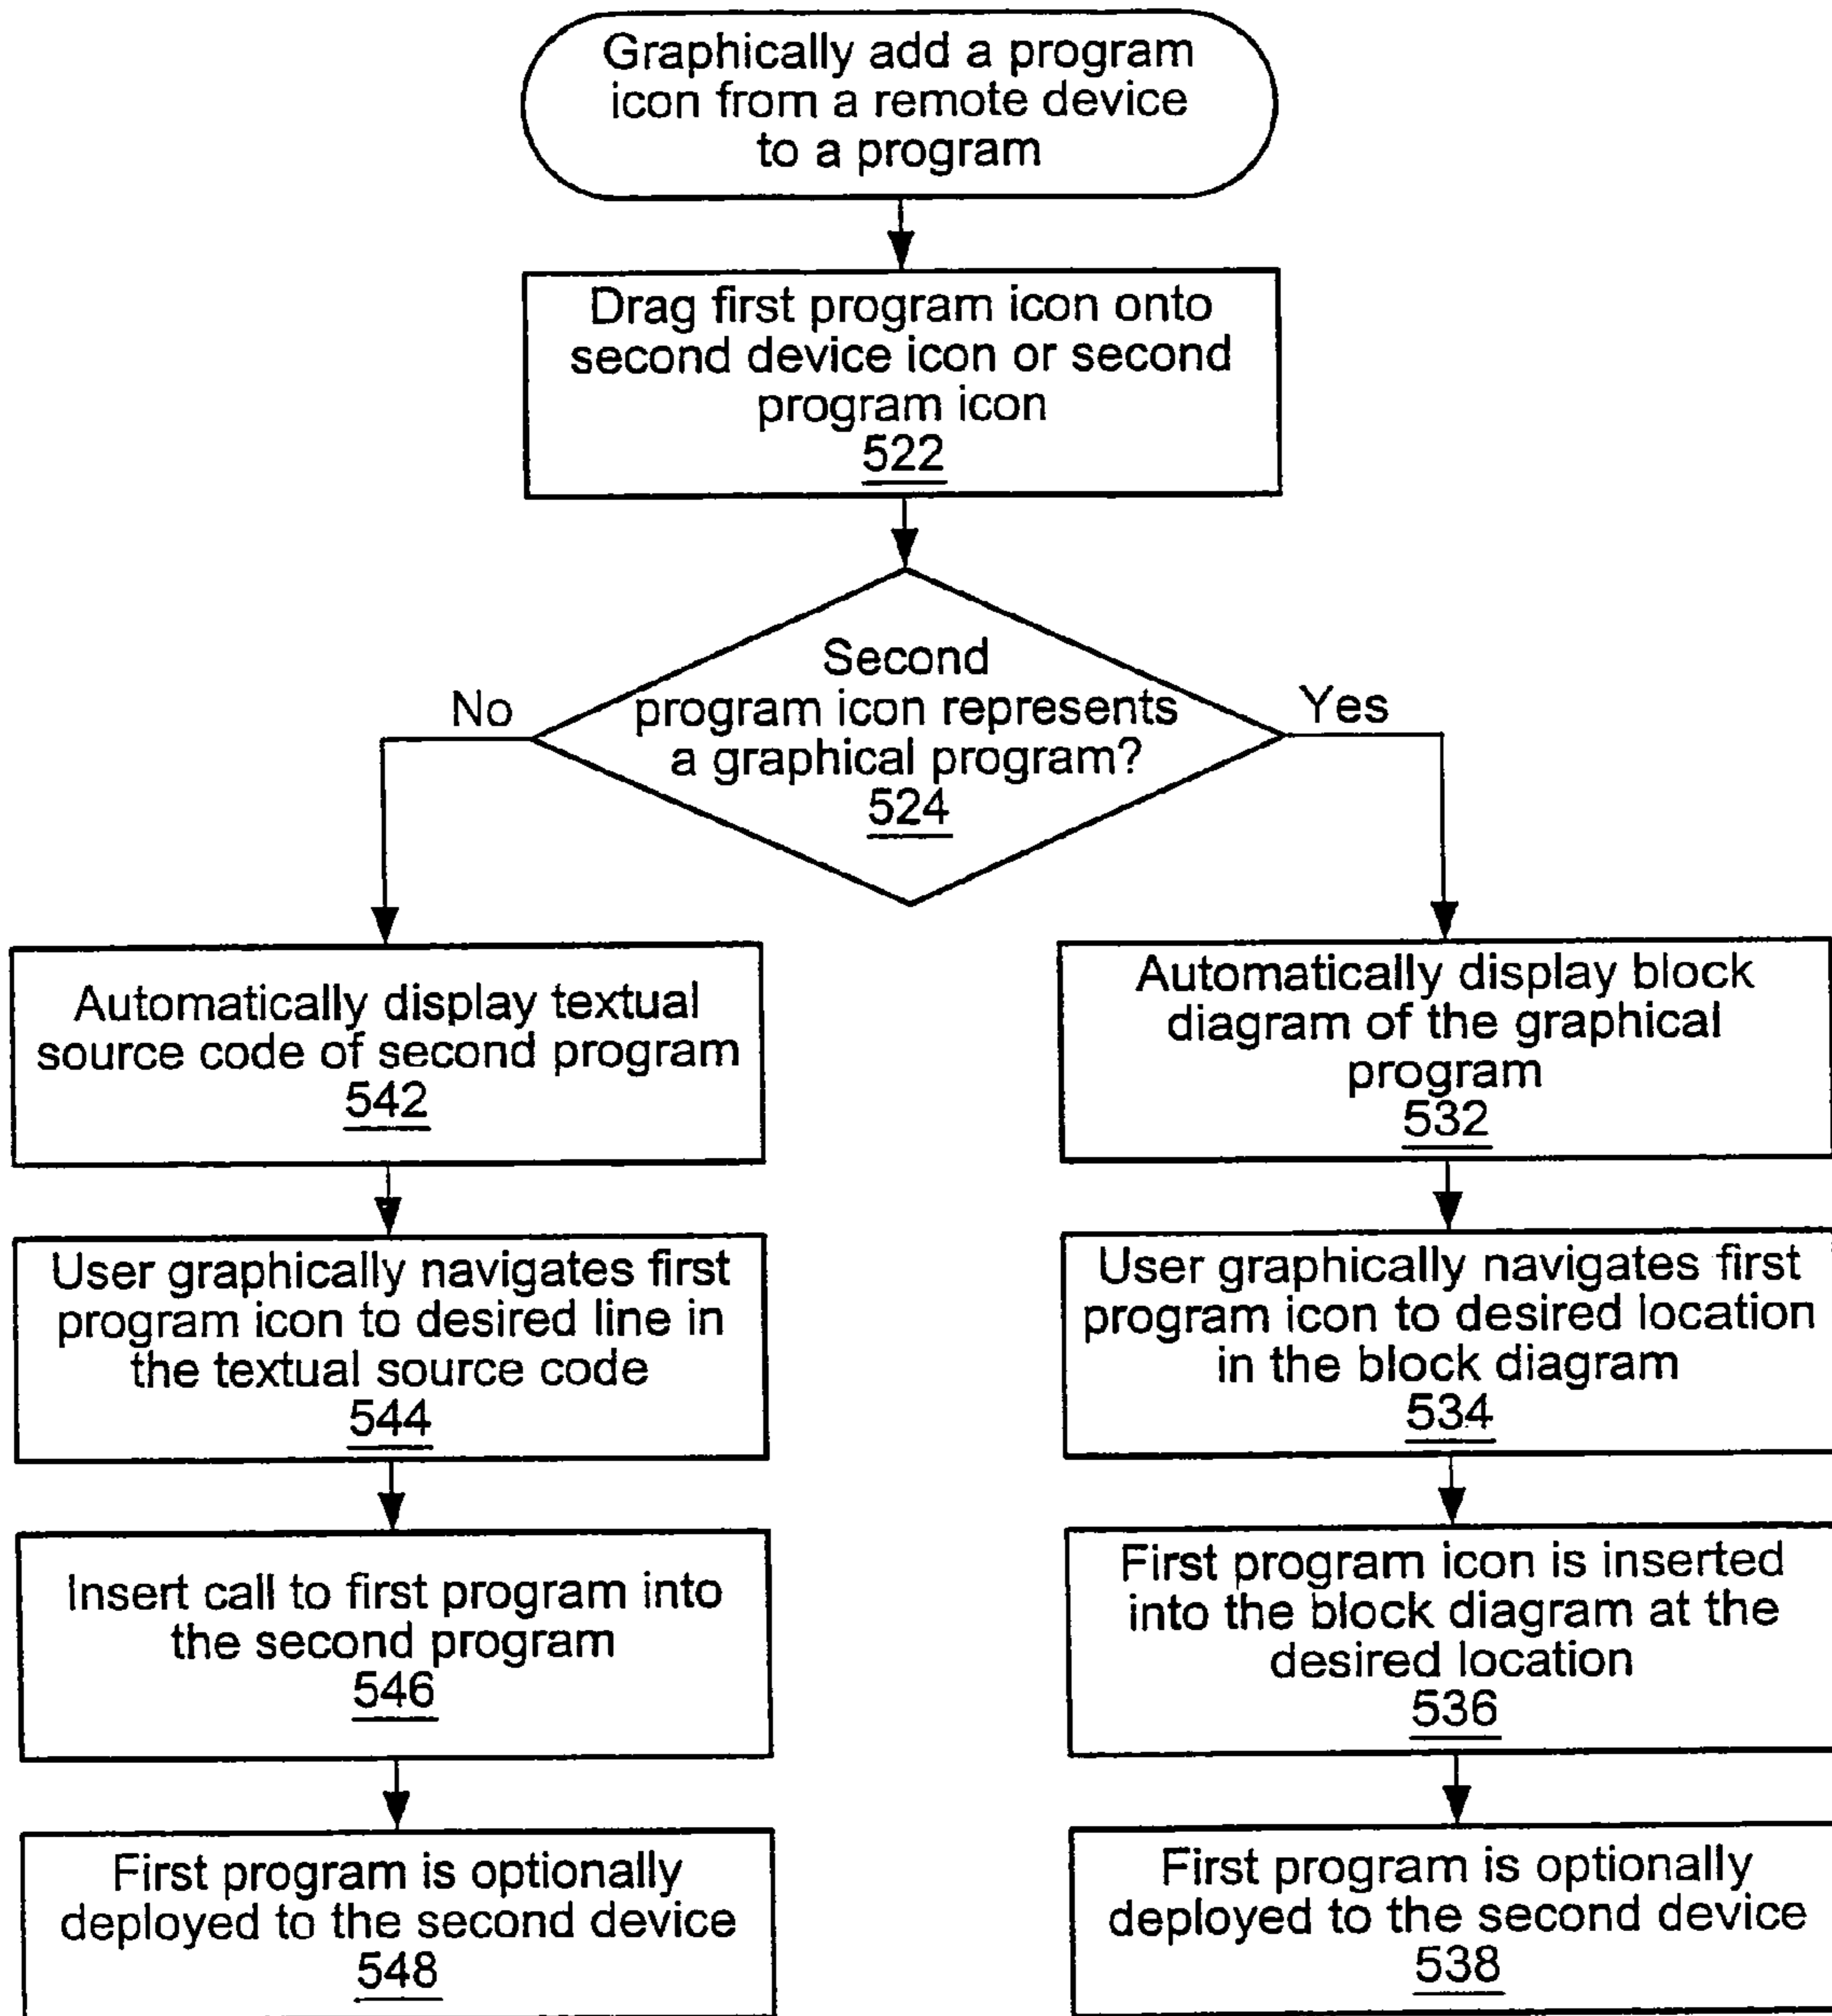 Graphically add a program
icon from a remote device
to a program
Drag first program icon onto
second device icon or second
program icon
522
Second
program icon represents
a graphical program?
524
No
Yes
Automatically display textual
source code of second program
542
User graphically navigates first
program icon to desired line in
the textual source code
544
Insert call to first program into
the second program
546
First program is optionally
deployed to the second device
548
Automatically display block
diagram of the graphical
program
532
User graphically navigates first
program icon to desired location
in the block diagram
534
First program icon is inserted
into the block diagram at the
desired location
536
First program is optionally
deployed to the second device
538